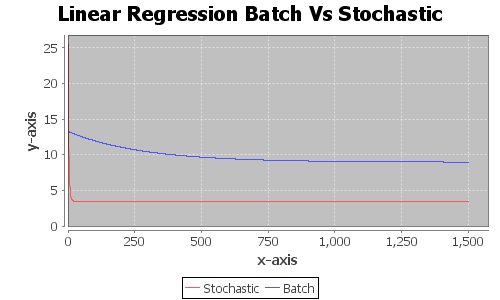 Linear Regression Batch Vs Stochastic
25
20
15
10
5
0
y-axis
0 250 500 750 1,000 1,250 1,500
x-axis
Stochastic Batch